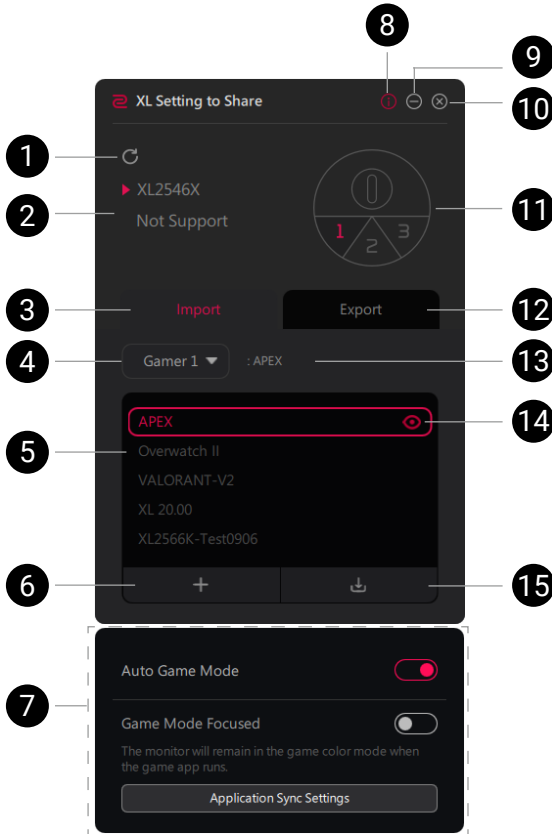 8
9
XL Setting to Share
10
1
XL2546X
2
Not Support
11
1
2
3
3
Import
Export
12
4
Gamer 1
: APEX
13
APEX
14
5
Overwatch II
VALORANT-V2
XL 20.00
XL2566K-Test0906
6
+
15
Auto Game Mode
7
Game Mode Focused
The monitor will remain in the game color mode when
the game app runs.
Application Sync Settings